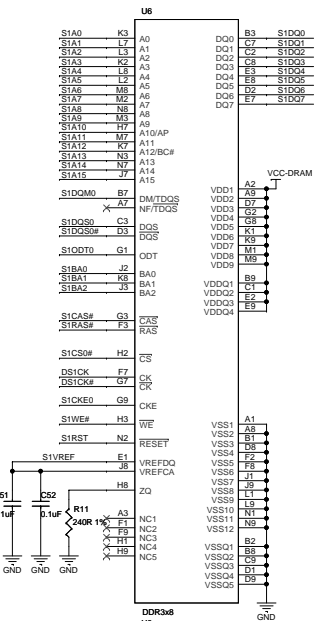 U6
S1A0 K3 A0
S1A1 L7 A1
S1A2 L3 A2
S1A3 K2 A3
S1A4 L8 A4
S1A5 L2 A5
S1A6 M8 A6
S1A7 M2 A7
S1A8 N8 A8
S1A9 M3 A9
S1A10 H7 A10/AP
S1A11 M7 A11
S1A12 K7 A12/BC#
S1A13 N3 A13
S1A14 N7 A14
S1A15 J7 A15
S1DQM0 B7 DM/TDQS
A7 NF/TDQS
S1DQS0 C3 DQS
S1DQS0# D3 DQS
S1ODT0 G1 ODT
S1BA0 J2 BA0
S1BA1 K8 BA1
S1BA2 J3 BA2
S1CAS# G3 CAS
S1RAS# F3 RAS
S1CS0# H2 CS
DS1CK F7 CK
DS1CK# G7 CK
S1CKE0 G9 CKE
S1WE# H3 WE
S1RST N2 RESET
S1VREF E1 VREFDQ
J8 VREFCA
H8 ZQ
A3 NC1
F1 NC2
F9 NC3
H1 NC4
H9 NC5
51
1uF
C52
0.1uF
R11
240R 1%
GND
GND
GND
DQ0 B3 S1DQ0
DQ1 C7 S1DQ1
DQ2 C2 S1DQ2
DQ3 C8 S1DQ3
DQ4 E3 S1DQ4
DQ5 E8 S1DQ5
DQ6 D2 S1DQ6
DQ7 E7 S1DQ7
VCC-DRAM
VDD1 A2
VDD2 A9
VDD3 D7
VDD4 G2
VDD5 G8
VDD6 K1
VDD7 K9
VDD8 M1
VDD9 M9
VDDQ1 B9
VDDQ2 C1
VDDQ3 E2
VDDQ4 E9
VSS1 A1
VSS2 A8
VSS3 B1
VSS4 D8
VSS5 F2
VSS6 F8
VSS7 J1
VSS8 J9
VSS9 L1
VSS10 L9
VSS11 N1
VSS12 N9
VSSQ1 B2
VSSQ2 B8
VSSQ3 C9
VSSQ4 D1
VSSQ5 D9
GND
DDR3x8